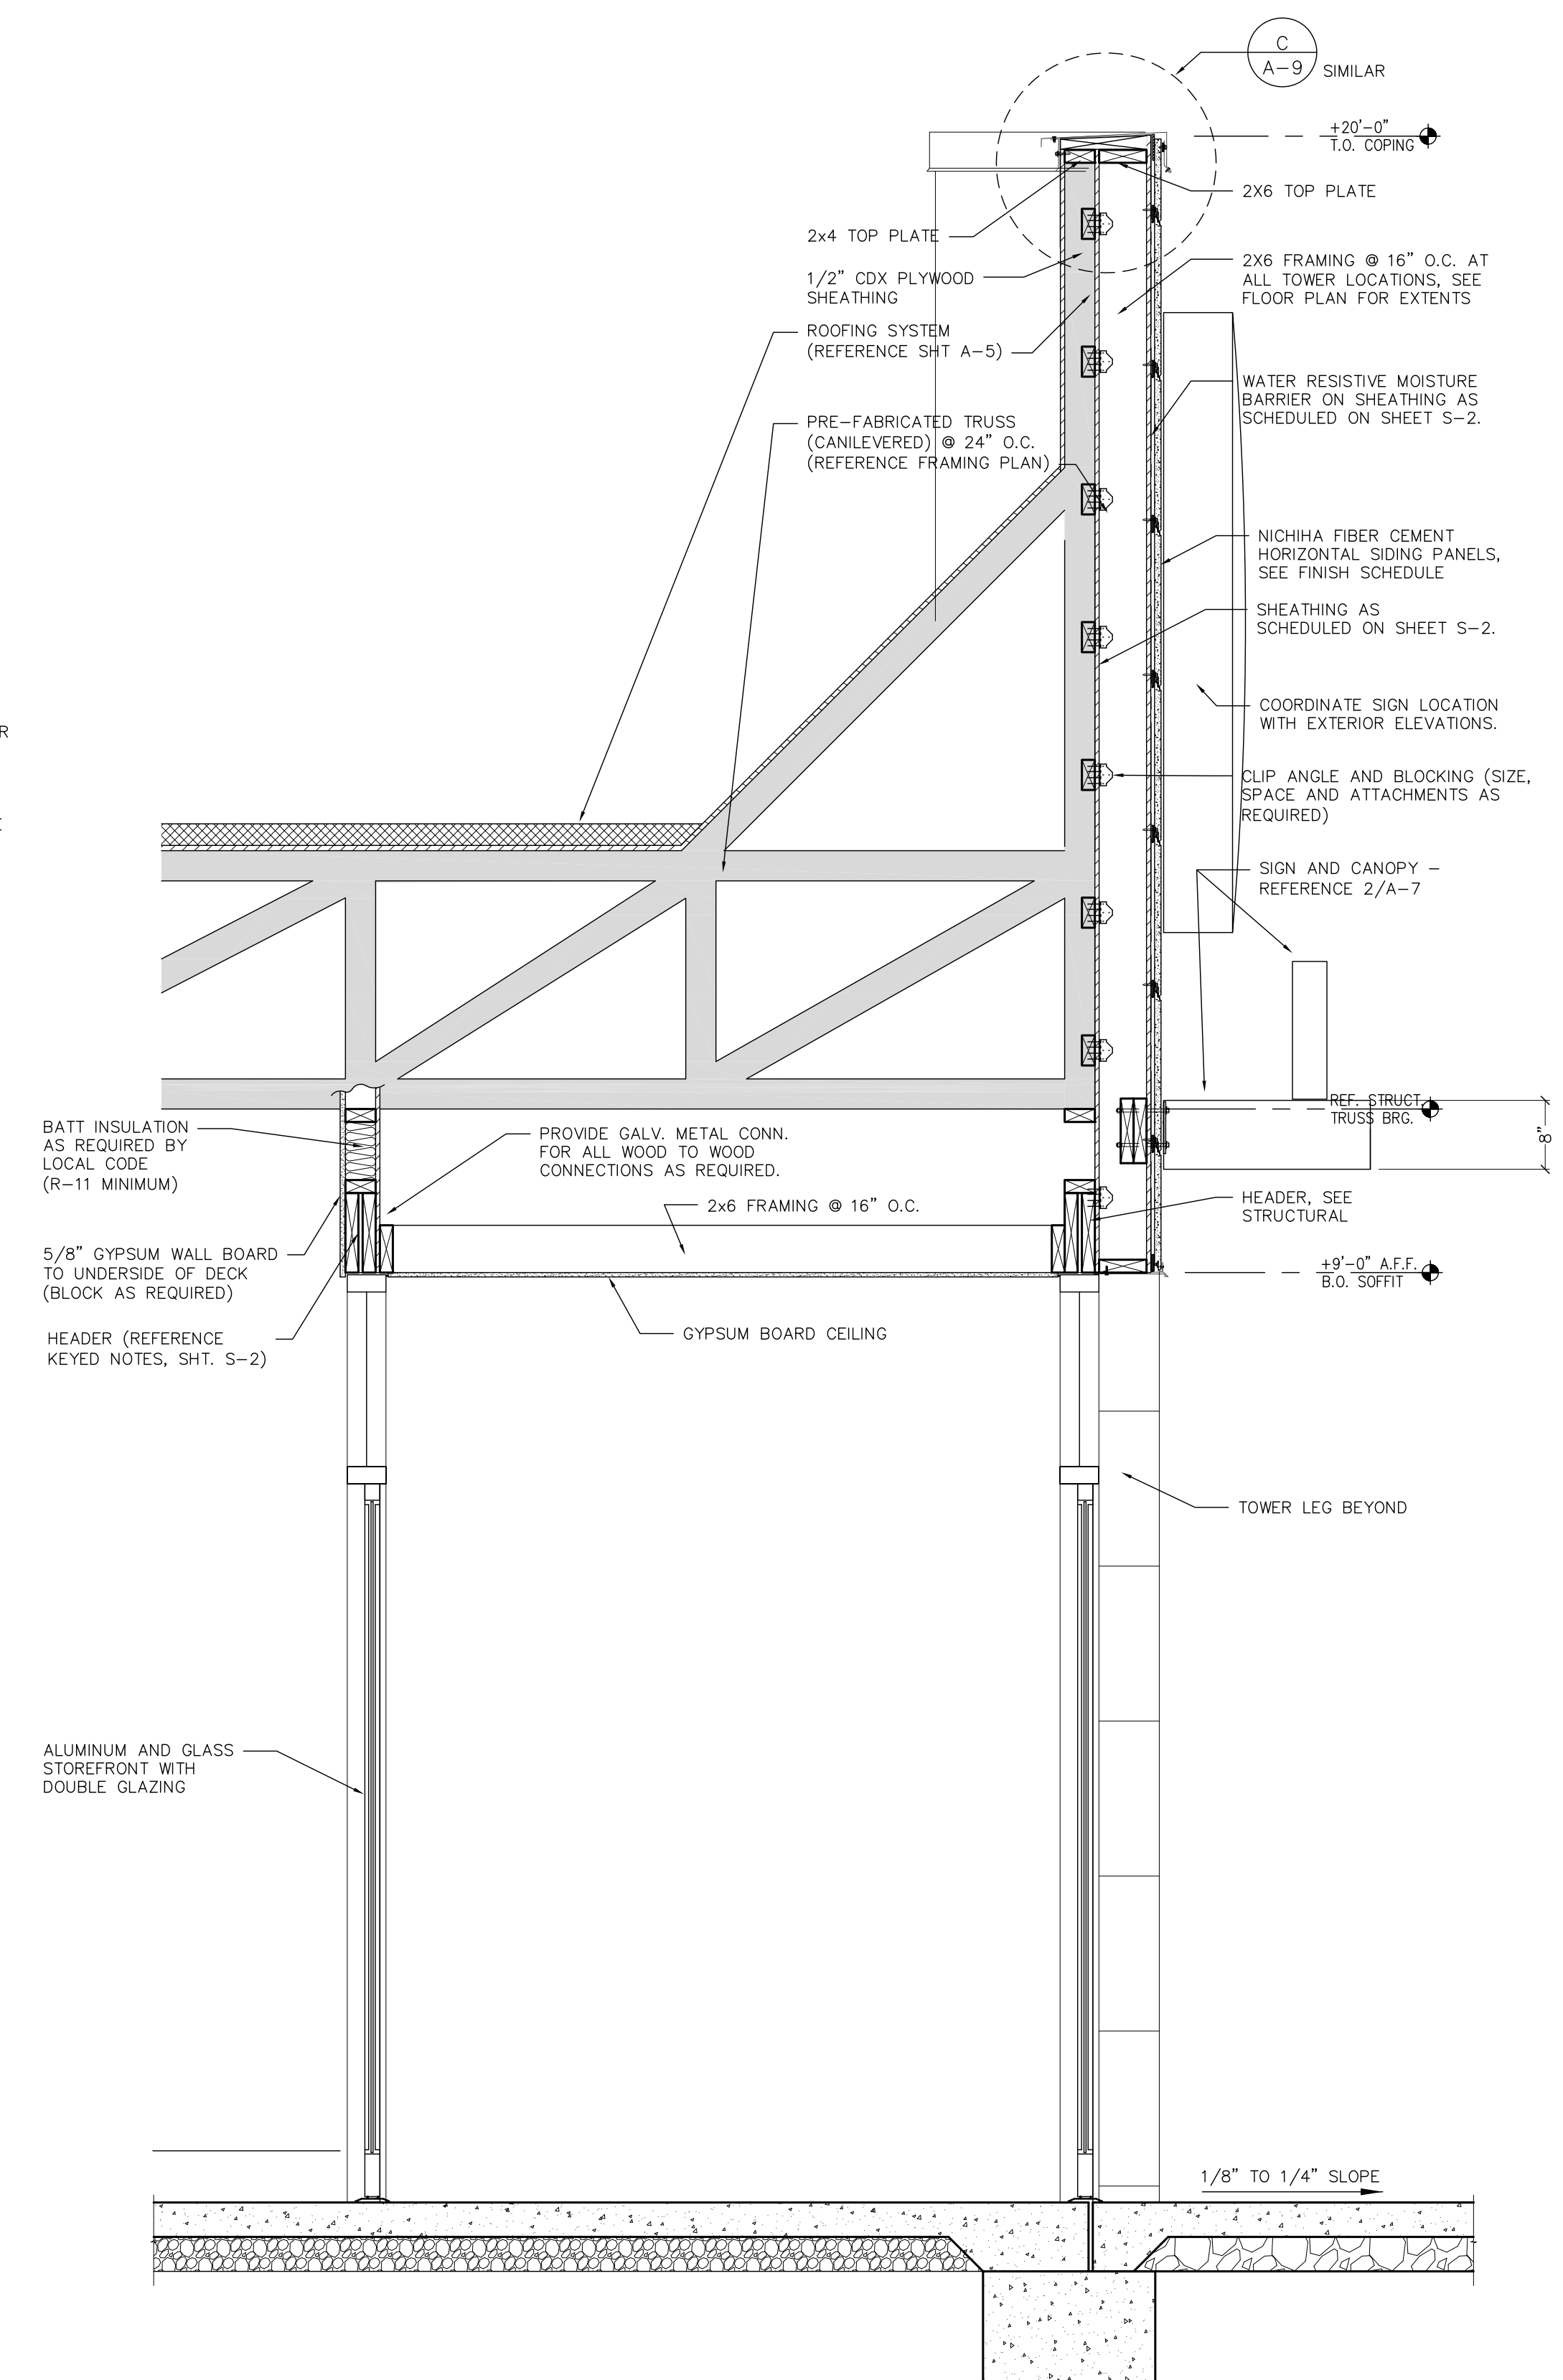 C
A-9
SIMILAR
+20'-0"
T.O. COPING
2X6 TOP PLATE
2x4 TOP PLATE
1/2" CDX PLYWOOD
SHEATHING
2X6 FRAMING @ 16" O.C. AT
ALL TOWER LOCATIONS, SEE
FLOOR PLAN FOR EXTENTS
ROOFING SYSTEM
(REFERENCE SHT A-5)
WATER RESISTIVE MOISTURE
BARRIER ON SHEATHING AS
SCHEDULED ON SHEET S-2.
PRE-FABRICATED TRUSS
(CANILEVERED) @ 24" O.C.
(REFERENCE FRAMING PLAN)
NICHIHA FIBER CEMENT
HORIZONTAL SIDING PANELS,
SEE FINISH SCHEDULE
SHEATHING AS
SCHEDULED ON SHEET S-2.
COORDINATE SIGN LOCATION
WITH EXTERIOR ELEVATIONS.
R
CLIP ANGLE AND BLOCKING (SIZE,
SPACE AND ATTACHMENTS AS
REQUIRED)
SIGN AND CANOPY -
REFERENCE 2/A-7
REF. STRUCT.
TRUSS BRG.
8"
BATT INSULATION
AS REQUIRED BY
LOCAL CODE
(R-11 MINIMUM)
PROVIDE GALV. METAL CONN.
FOR ALL WOOD TO WOOD
CONNECTIONS AS REQUIRED.
2x6 FRAMING @ 16" O.C.
HEADER, SEE
STRUCTURAL
5/8" GYPSUM WALL BOARD
TO UNDERSIDE OF DECK
(BLOCK AS REQUIRED)
+9'-0" A.F.F.
B.O. SOFFIT
HEADER (REFERENCE
KEYED NOTES, SHT. S-2)
GYPSUM BOARD CEILING
TOWER LEG BEYOND
ALUMINUM AND GLASS
STOREFRONT WITH
DOUBLE GLAZING
1/8" TO 1/4" SLOPE